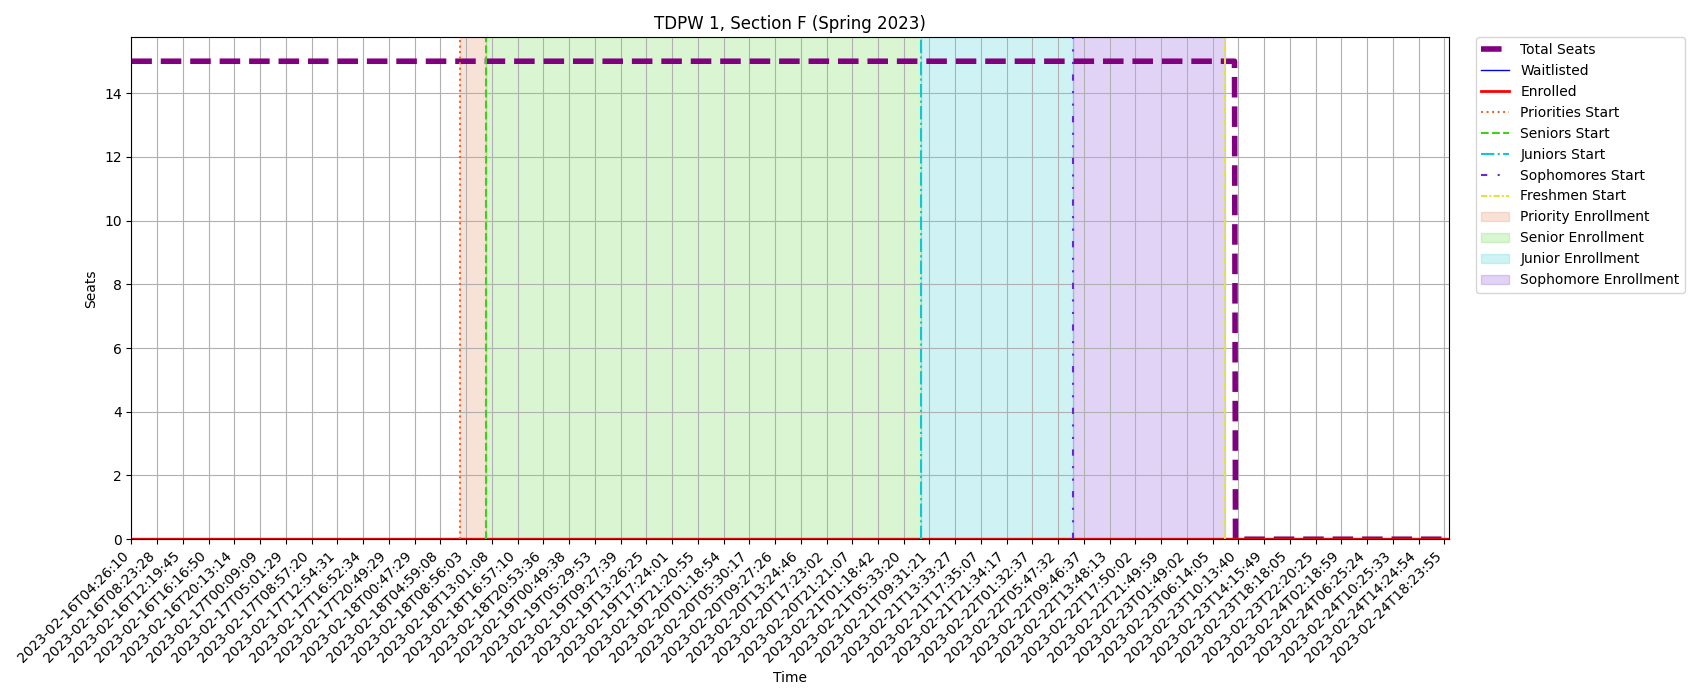 TDPW 1, Section F (Spring 2023)
Total Seats
Waitlisted
Enrolled
Priorities Start
Seniors Start
Juniors Start
Sophomores Start
Freshmen Start
Priority Enrollment
Senior Enrollment
Junior Enrollment
Sophomore Enrollment
Seats
14
12
10
8
6
4
2
0
2023-02-16T04:26:10
2023-02-16T08:23:28
2023-02-16T12:19:45
2023-02-16T16:16:50
2023-02-16T20:13:14
2023-02-17T00:09:09
2023-02-17T05:01:29
2023-02-17T08:57:20
2023-02-17T12:54:31
2023-02-17T16:52:34
2023-02-17T20:49:29
2023-02-18T00:47:29
2023-02-18T04:59:08
2023-02-18T08:56:03
2023-02-18T13:01:08
2023-02-18T16:57:10
2023-02-18T20:53:36
2023-02-19T00:49:38
2023-02-19T05:29:53
2023-02-19T09:27:39
2023-02-19T13:26:25
2023-02-19T17:24:01
2023-02-19T21:20:55
2023-02-20T01:18:54
2023-02-20T05:30:17
2023-02-20T09:27:26
2023-02-20T13:24:46
2023-02-20T17:23:02
2023-02-20T21:21:07
2023-02-21T01:18:42
2023-02-21T05:33:20
2023-02-21T09:31:21
2023-02-21T13:33:27
2023-02-21T17:35:07
2023-02-21T21:34:17
2023-02-22T01:32:37
2023-02-22T05:47:32
2023-02-22T09:46:37
2023-02-22T13:48:13
2023-02-22T17:50:02
2023-02-22T21:49:59
2023-02-23T01:49:02
2023-02-23T06:14:05
2023-02-23T10:13:40
2023-02-23T14:15:49
2023-02-23T18:18:05
2023-02-23T22:20:25
2023-02-24T02:18:59
2023-02-24T06:25:24
2023-02-24T10:25:33
2023-02-24T14:24:54
2023-02-24T18:23:55
Time